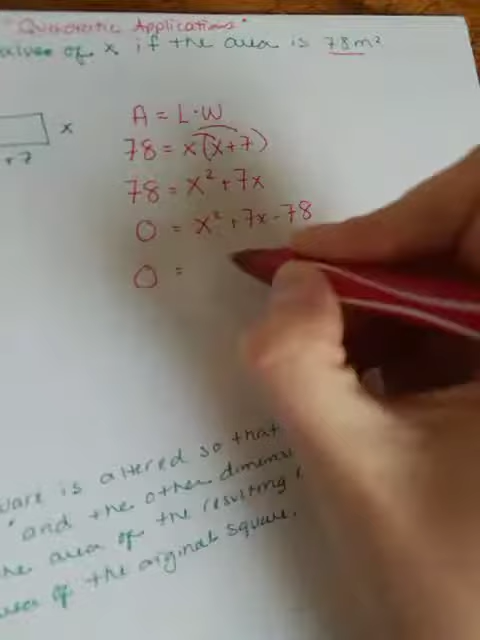 "Quadratic Applications"
values of x if the area is 78m²
x
+7
A = L·W
78 = x(x+7)
78 = x² + 7x
0 = x² + 7x - 78
0 =
is altered so that
and the other
the area of the resulting
area of the original square.